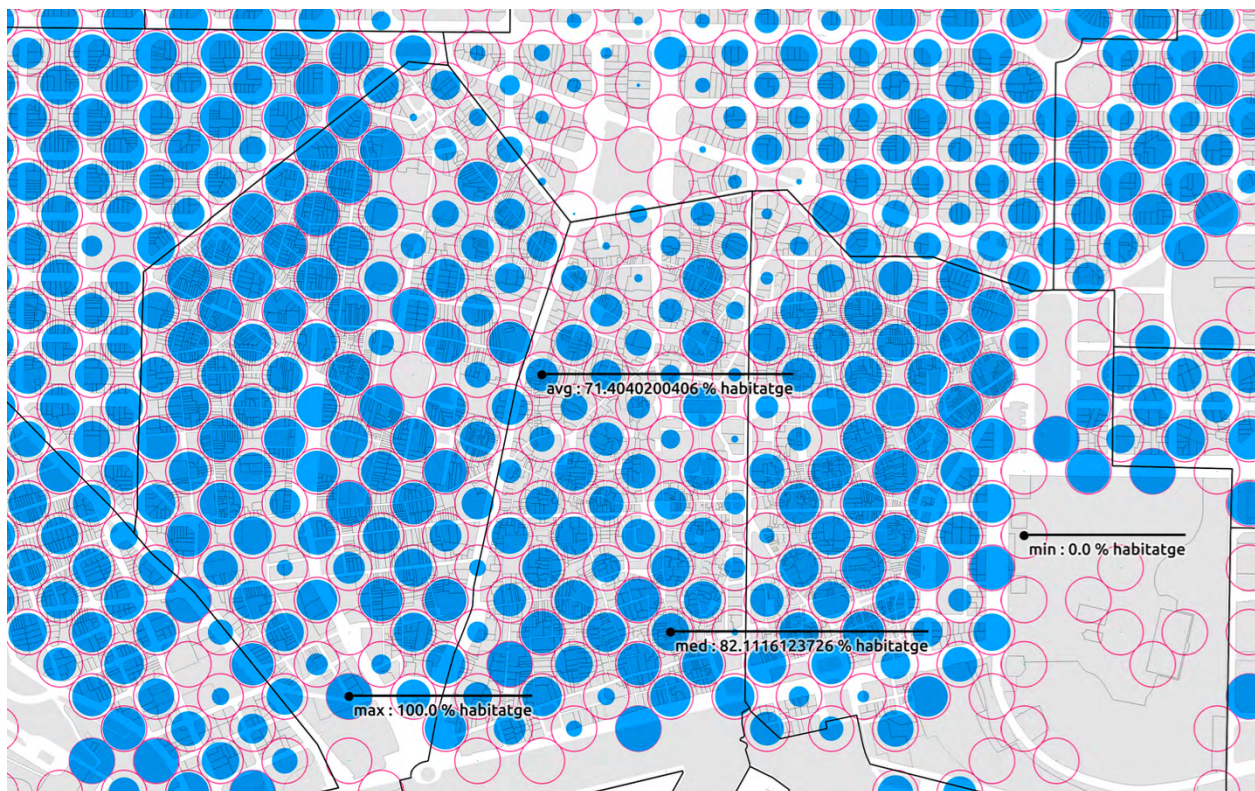 avg : 71.4040200406 % habitatge
min : 0.0 % habitatge
med : 82.1116123726 % habitatge
max : 100.0 % habitatge